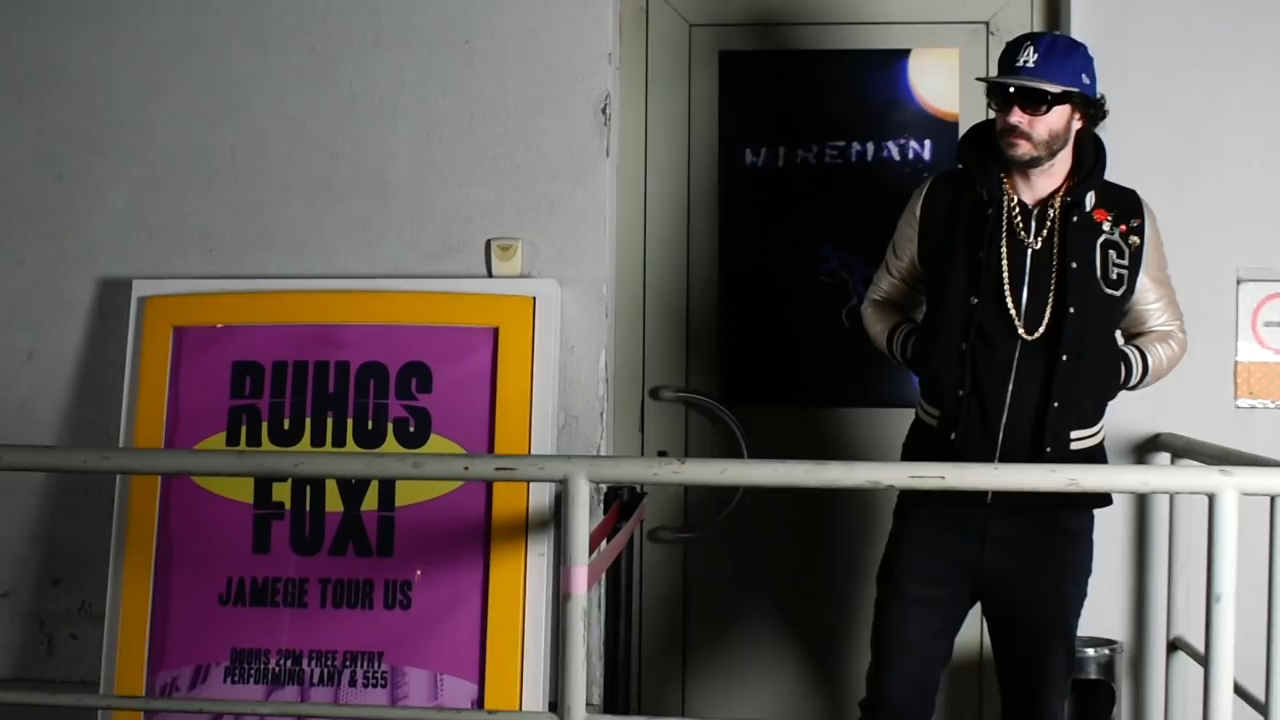 RUHOS
FOXI
JAMEGE TOUR US
DOORS 2PM FREE ENTRY
PERFORMING LANY & 555
WIREMAN
LA
G